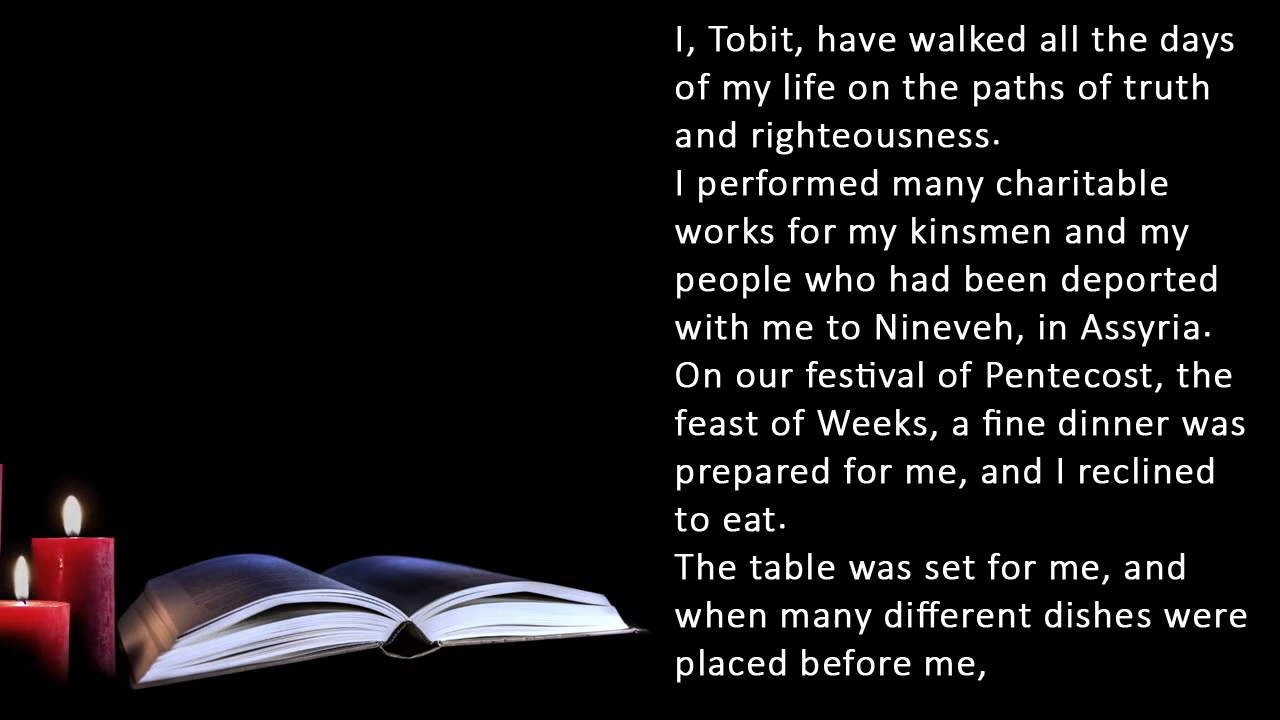 I, Tobit, have walked all the days
of my life on the paths of truth
and righteousness.
I performed many charitable
works for my kinsmen and my
people who had been deported
with me to Nineveh, in Assyria.
On our festival of Pentecost, the
feast of Weeks, a fine dinner was
prepared for me, and I reclined
to eat.
The table was set for me, and
when many different dishes were
placed before me,